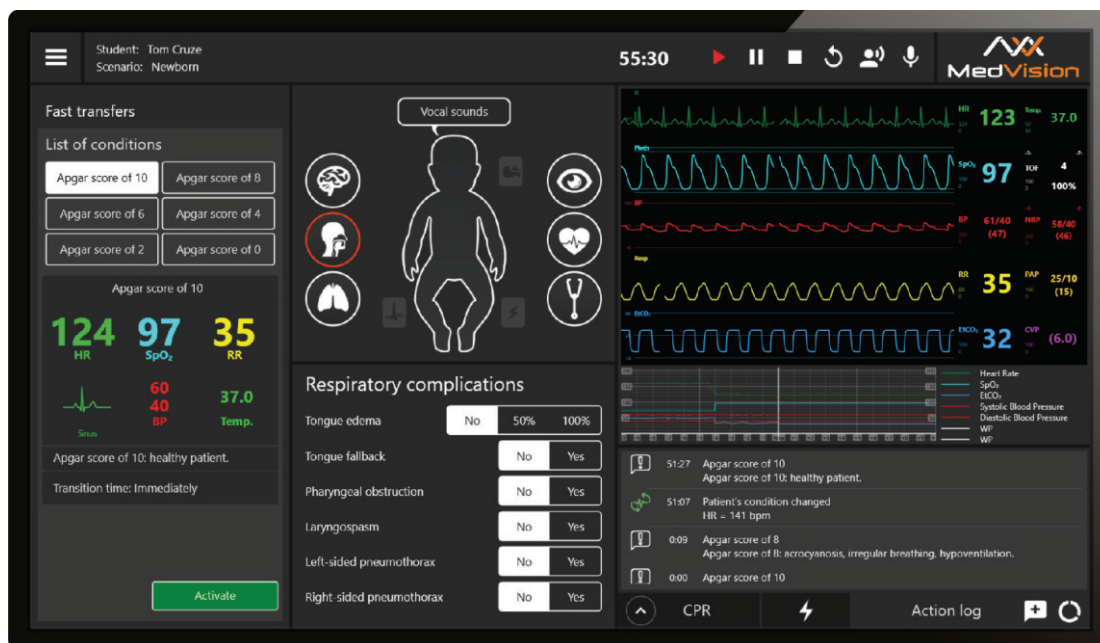 Student: Tom Cruze
Scenario: Newborn
55:30
MedVision
Fast transfers
List of conditions
Apgar score of 10
Apgar score of 8
Apgar score of 6
Apgar score of 4
Apgar score of 2
Apgar score of 0
Apgar score of 10
124
HR
97
SpO₂
35
RR
Sinus
60
40
BP
37.0
Temp.
Apgar score of 10: healthy patient.
Transition time: Immediately
Activate
Vocal sounds
Respiratory complications
Tongue edema No 50% 100%
Tongue fallback No Yes
Pharyngeal obstruction No Yes
Laryngospasm No Yes
Left-sided pneumothorax No Yes
Right-sided pneumothorax No Yes
HR 123 Temp. 37.0
Pleth
SpO₂ 97 TOF 4
100%
BP
BP 61/40 (47) NBP 58/40 (46)
Resp
RR 35 PAP 25/10 (15)
EtCO₂
EtCO₂ 32 CVP (6.0)
Heart Rate
SpO₂
EtCO₂
Systolic Blood Pressure
Diastolic Blood Pressure
WP
WP
51:27 Apgar score of 10
Apgar score of 10: healthy patient.
51:07 Patient's condition changed
HR = 141 bpm
0:09 Apgar score of 8
Apgar score of 8: acrocyanosis, irregular breathing, hypoventilation.
0:00 Apgar score of 10
CPR
Action log